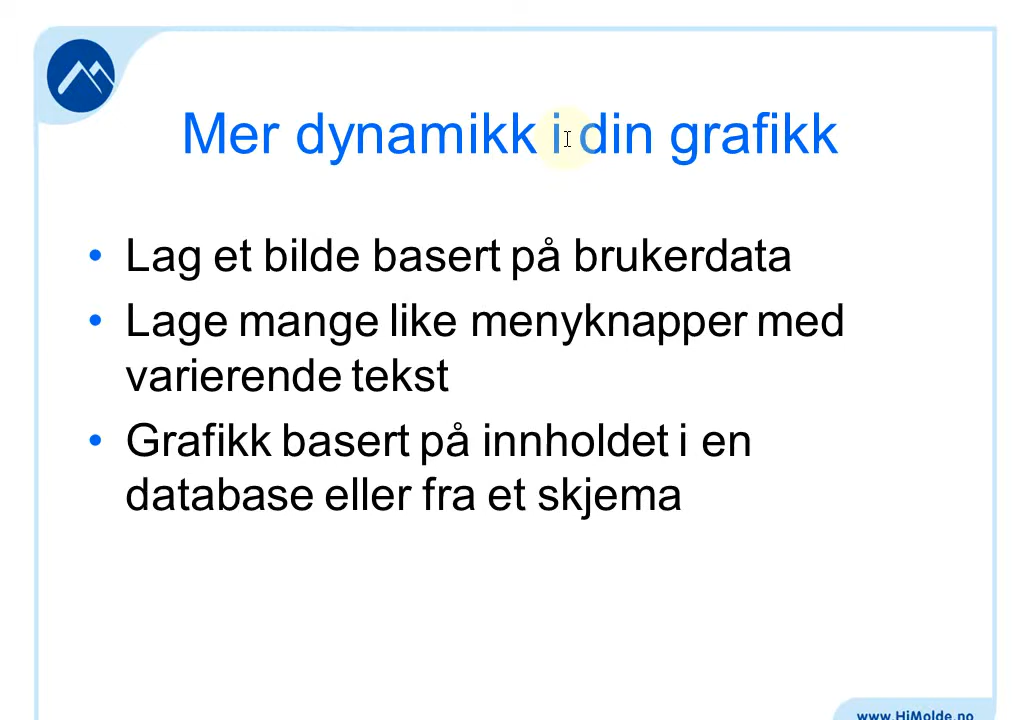 Mer dynamikk i din grafikk
• Lag et bilde basert på brukerdata
• Lage mange like menyknapper med
varierende tekst
• Grafikk basert på innholdet i en
database eller fra et skjema
www.HiMolde.no